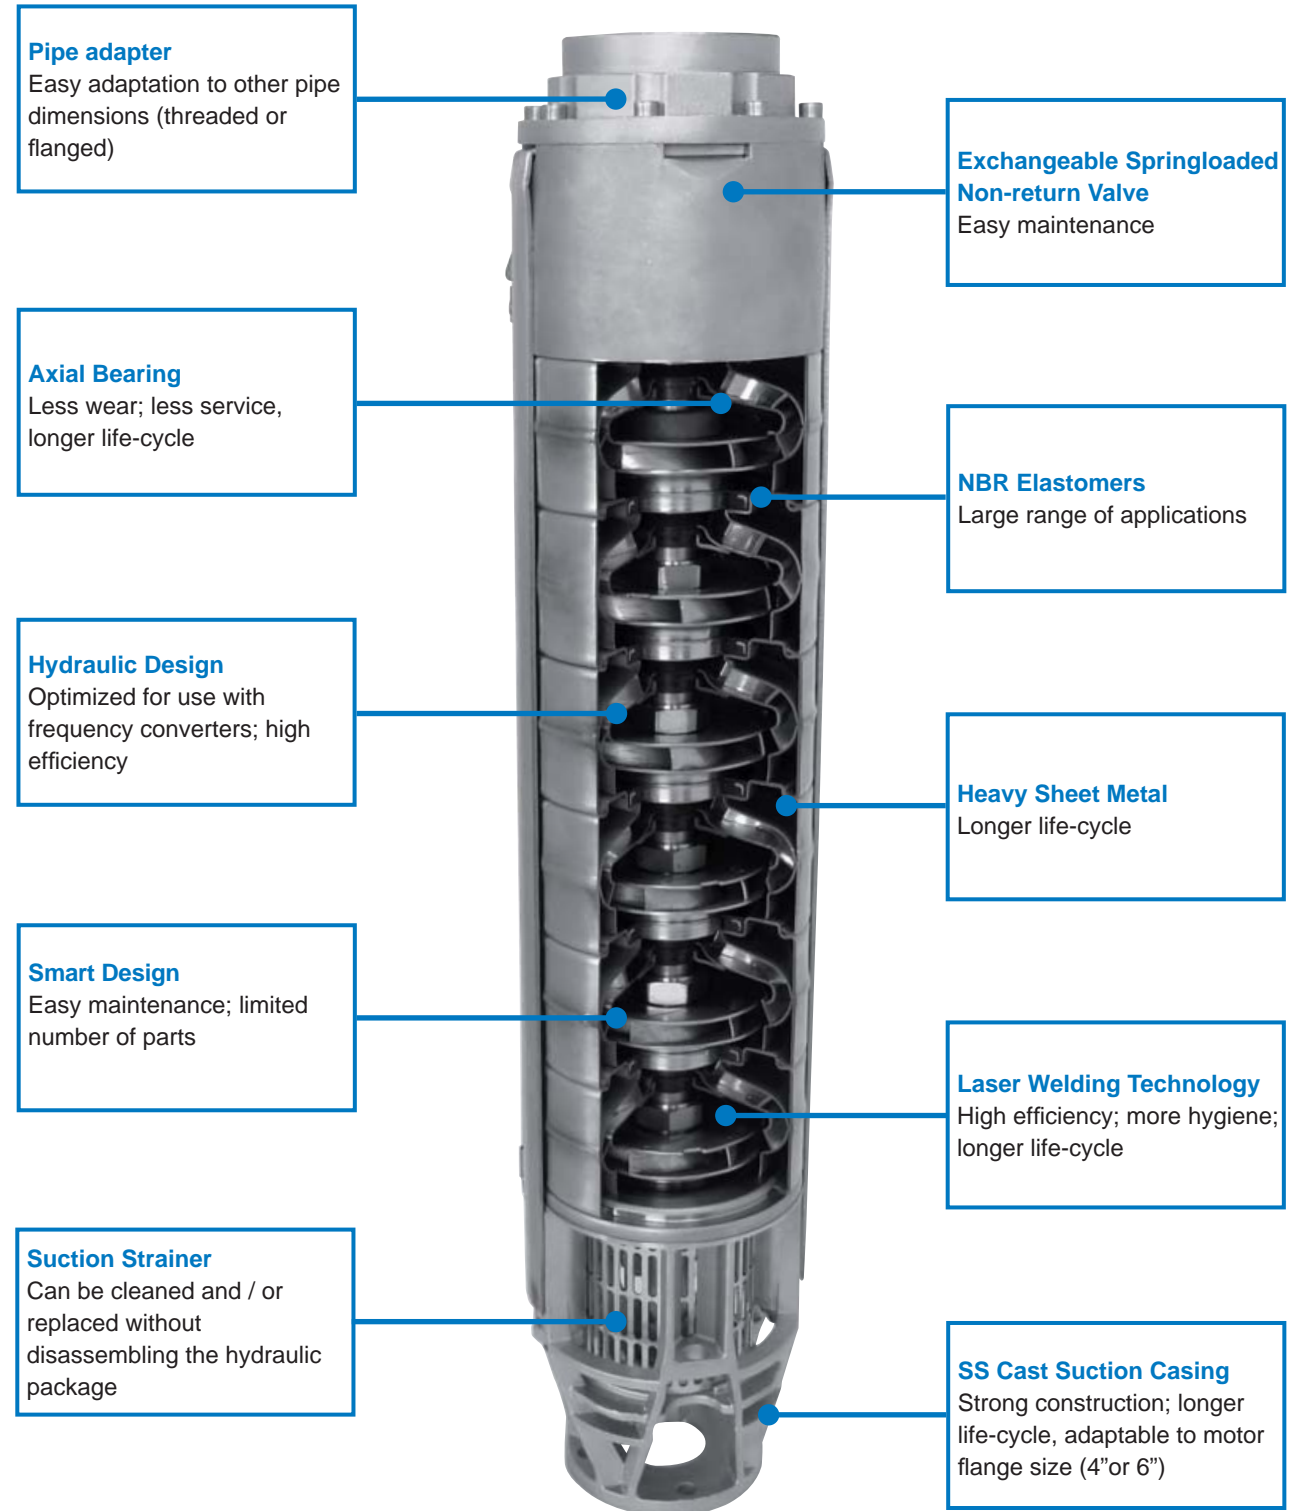 Pipe adapter
Easy adaptation to other pipe
dimensions (threaded or
flanged)
Exchangeable Springloaded
Non-return Valve
Easy maintenance
Axial Bearing
Less wear; less service,
longer life-cycle
NBR Elastomers
Large range of applications
Hydraulic Design
Optimized for use with
frequency converters; high
efficiency
Heavy Sheet Metal
Longer life-cycle
Smart Design
Easy maintenance; limited
number of parts
Laser Welding Technology
High efficiency; more hygiene;
longer life-cycle
Suction Strainer
Can be cleaned and / or
replaced without
disassembling the hydraulic
package
SS Cast Suction Casing
Strong construction; longer
life-cycle, adaptable to motor
flange size (4”or 6”)